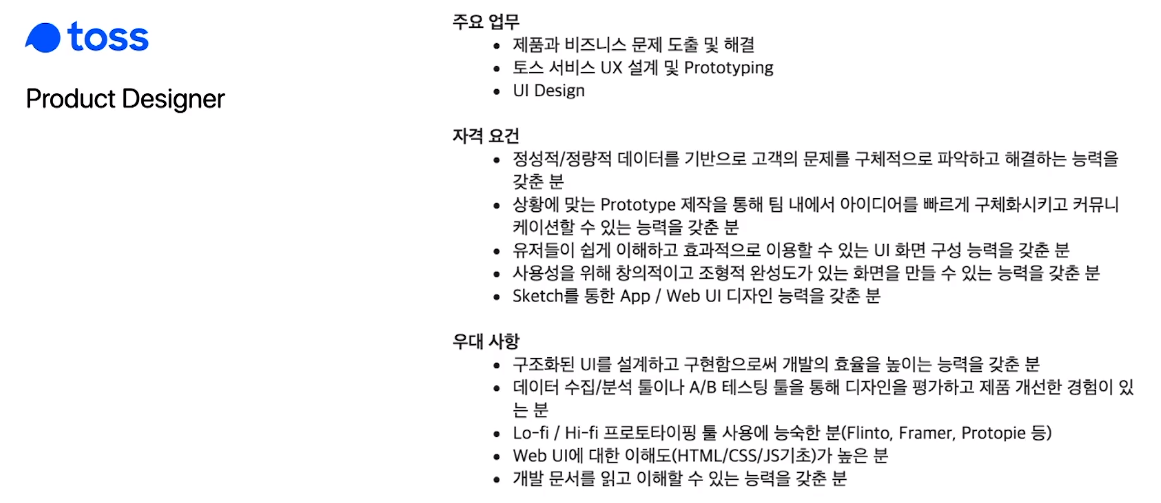 toss
Product Designer
주요 업무
• 제품과 비즈니스 문제 도출 및 해결
• 토스 서비스 UX 설계 및 Prototyping
• UI Design
자격 요건
• 정성적/정량적 데이터를 기반으로 고객의 문제를 구체적으로 파악하고 해결하는 능력을
갖춘 분
• 상황에 맞는 Prototype 제작을 통해 팀 내에서 아이디어를 빠르게 구체화시키고 커뮤니
케이션할 수 있는 능력을 갖춘 분
• 유저들이 쉽게 이해하고 효과적으로 이용할 수 있는 UI 화면 구성 능력을 갖춘 분
• 사용성을 위해 창의적이고 조형적 완성도가 있는 화면을 만들 수 있는 능력을 갖춘 분
• Sketch를 통한 App / Web UI 디자인 능력을 갖춘 분
우대 사항
• 구조화된 UI를 설계하고 구현함으로써 개발의 효율을 높이는 능력을 갖춘 분
• 데이터 수집/분석 툴이나 A/B 테스팅 툴을 통해 디자인을 평가하고 제품 개선한 경험이 있
는 분
• Lo-fi / Hi-fi 프로토타이핑 툴 사용에 능숙한 분(Flinto, Framer, Protopie 등)
• Web UI에 대한 이해도(HTML/CSS/JS기초)가 높은 분
• 개발 문서를 읽고 이해할 수 있는 능력을 갖춘 분